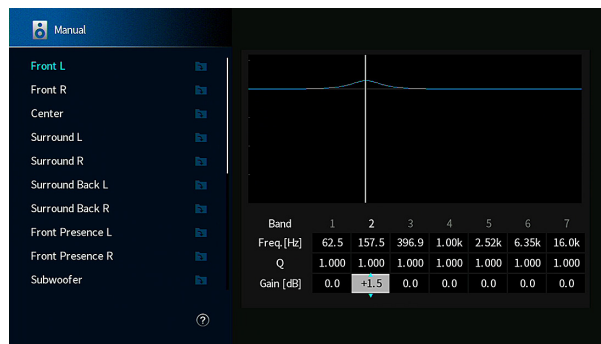 Manual
Front L
Front R
Center
Surround L
Surround R
Surround Back L
Surround Back R
Front Presence L
Front Presence R
Subwoofer
?
Band 1 2 3 4 5 6 7
Freq.[Hz] 62.5 157.5 396.9 1.00k 2.52k 6.35k 16.0k
Q 1.000 1.000 1.000 1.000 1.000 1.000 1.000
Gain [dB] 0.0 +1.5 0.0 0.0 0.0 0.0 0.0